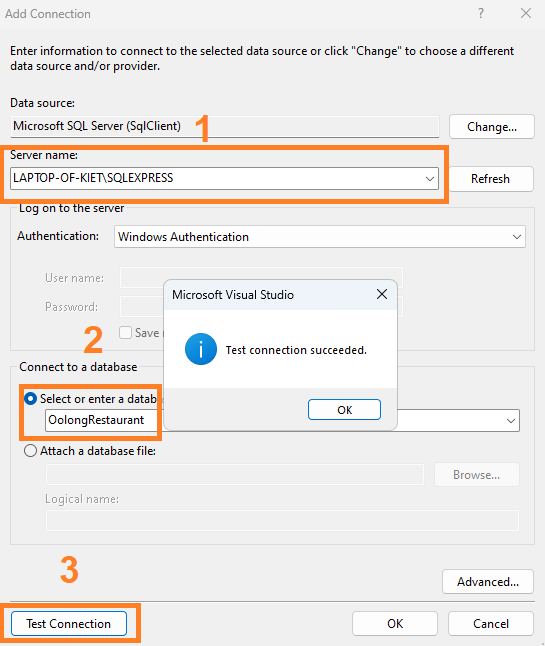 Add Connection
?
Enter information to connect to the selected data source or click "Change" to choose a different
data source and/or provider.
Data source:
1
Microsoft SQL Server (SqlClient)
Change...
Server name:
LAPTOP-OF-KIET\SQLEXPRESS
Refresh
Log on to the server
Authentication:
Windows Authentication
User name:
Password:
Microsoft Visual Studio
2
Save
Test connection succeeded.
OK
Connect to a database
Select or enter a datab
OolongRestaurant
Attach a database file:
Browse...
Logical name:
3
Advanced...
Test Connection
OK
Cancel